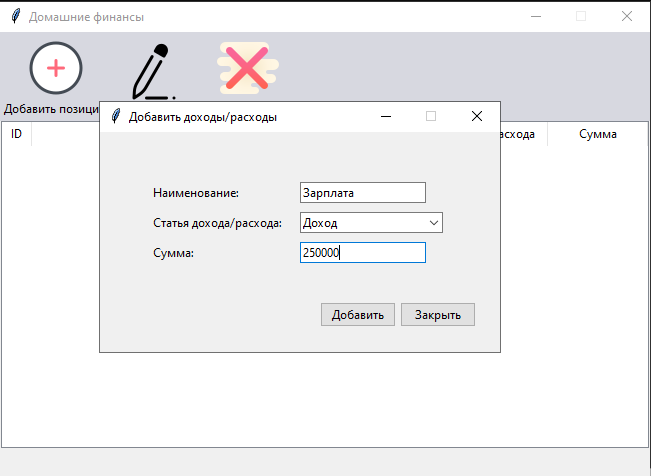 Домашние финансы
Добавить позици
Добавить доходы/расходы
ID
асхода
Сумма
Наименование:
Зарплата
Статья дохода/расхода:
Доход
Сумма:
250000
Добавить
Закрыть